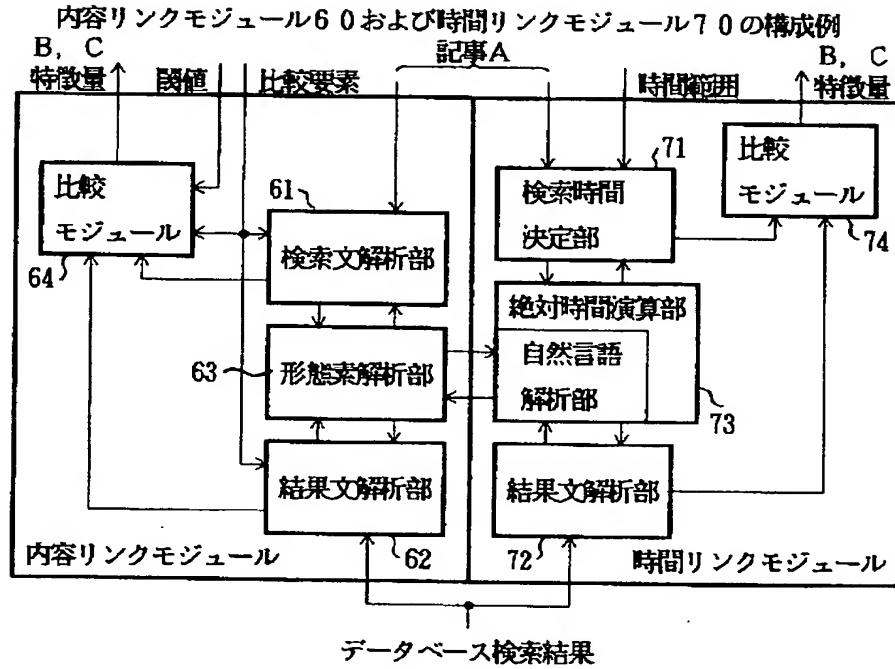 内容リンクモジュール60および時間リンクモジュール70の構成例
B, C
特徴量
閾値
比較要素
記事A
時間範囲
B, C
特徴量
比較
モジュール
64
61
検索文解析部
63
形態素解析部
結果文解析部
62
内容リンクモジュール
71
検索時間
決定部
比較
モジュール
74
絶対時間演算部
自然言語
解析部
73
結果文解析部
72
時間リンクモジュール
データベース検索結果